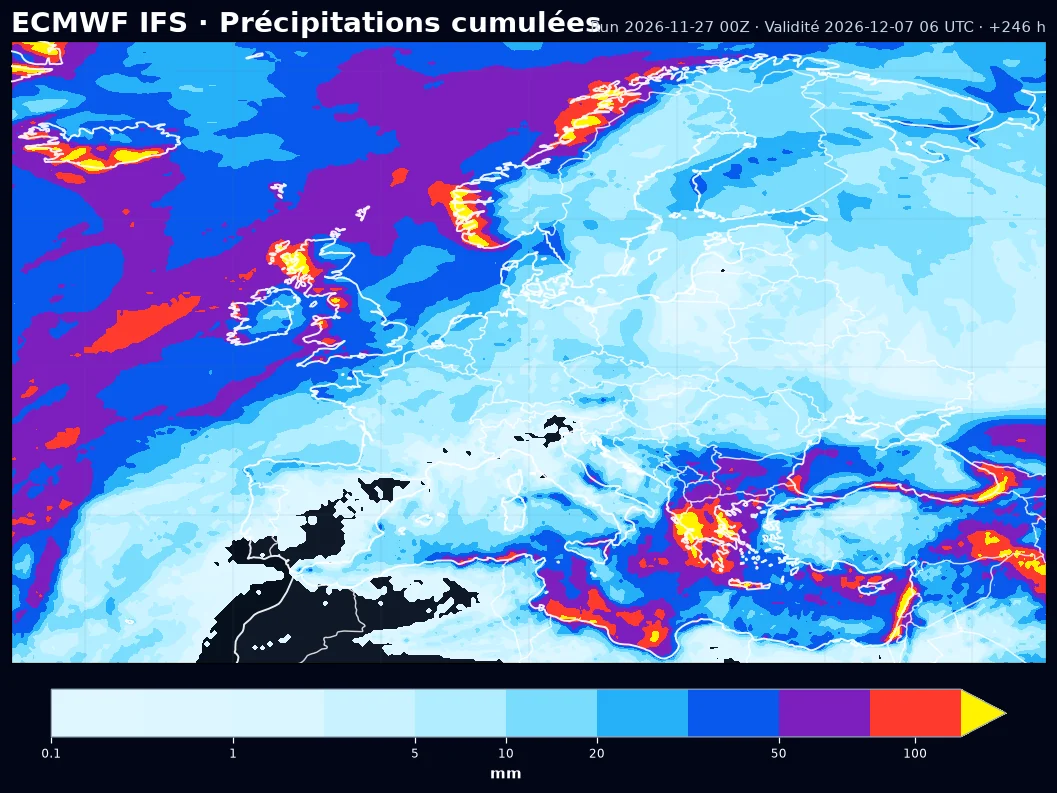 ECMWF IFS · Précipitations cumulées
Run 2026-11-27 00Z · Validité 2026-12-07 06 UTC · +246 h
0.1 1 5 10 20 50 100
mm